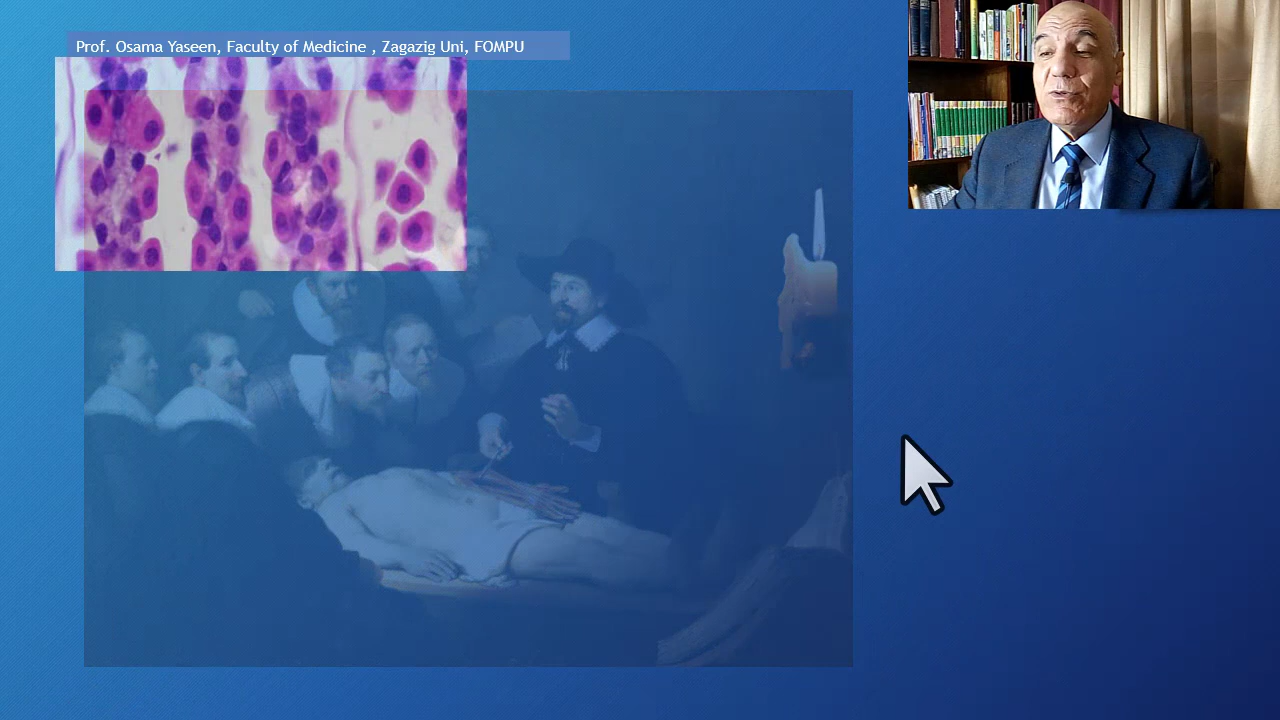 Prof. Osama Yaseen, Faculty of Medicine , Zagazig Uni, FOMPU